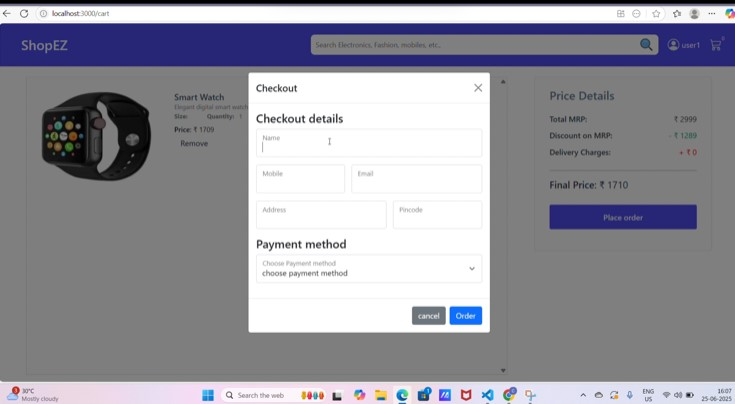 localhost:3000/cart
ShopEZ
Search Electronics, Fashion, mobiles, etc.,
user1
0
Smart Watch
Elegant digital smart watch
Size: Quantity: 1
Price: ₹ 1709
Remove
Checkout
Checkout details
Name
Mobile
Email
Address
Pincode
Payment method
Choose Payment method
choose payment method
cancel
Order
Price Details
Total MRP: ₹ 2999
Discount on MRP: - ₹ 1289
Delivery Charges: + ₹ 0
Final Price: ₹ 1710
Place order
30°C
Mostly cloudy
Search the web
ENG
US
16:07
25-06-2025